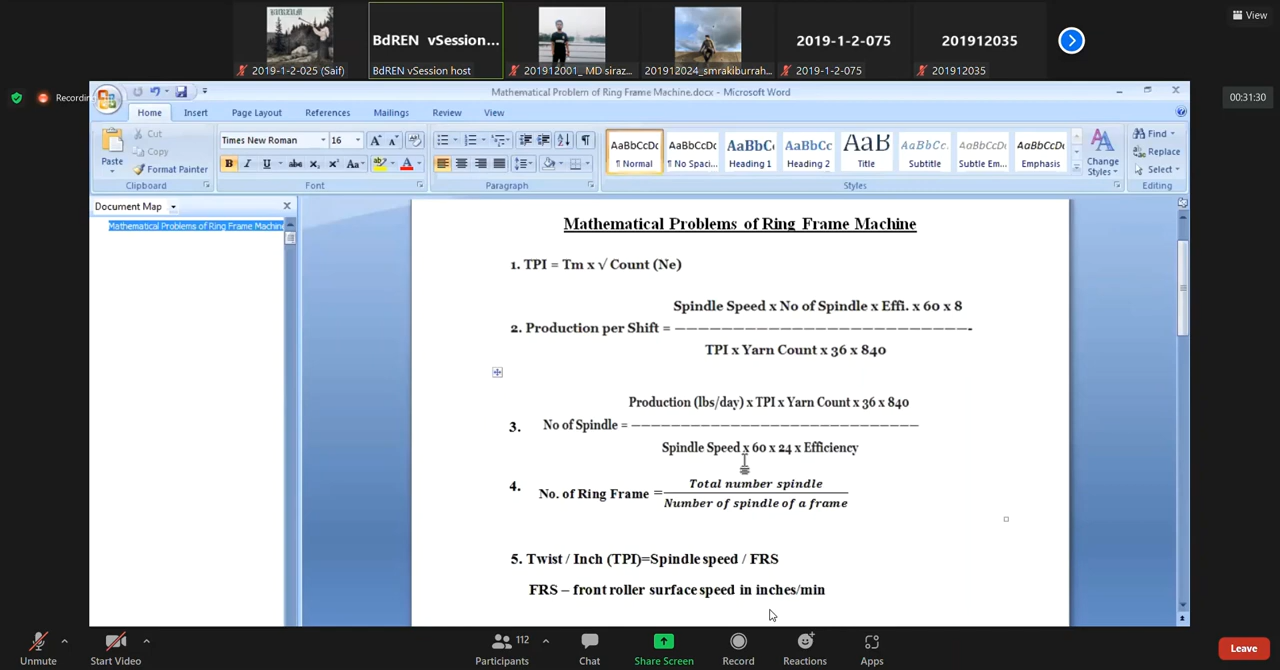 View
BdREN vSession...
2019-1-2-075
201912035
2019-1-2-025 (Saif)
BdREN vSession host
201912001_ MD siraz...
201912024_smrakiburrah...
2019-1-2-075
201912035
Recordin
00:31:30
Mathematical Problem of Ring Frame Machine.docx - Microsoft Word
Home Insert Page Layout References Mailings Review View
Paste
Cut
Copy
Format Painter
Clipboard
Times New Roman 16
Font
Paragraph
AaBbCcDc AaBbCcDc AaBbCc AaBbCc AaB AaBbCc. AaBbCcDc AaBbCcDc
¶ Normal ¶ No Spaci... Heading 1 Heading 2 Title Subtitle Subtle Em... Emphasis
Change Styles
Styles
Find
Replace
Select
Editing
Document Map
Mathematical Problems of Ring Frame Machine
Mathematical Problems of Ring Frame Machine
1. TPI = Tm x √ Count (Ne)
Spindle Speed x No of Spindle x Effi. x 60 x 8
2. Production per Shift = —————————————————————————-
TPI x Yarn Count x 36 x 840
Production (lbs/day) x TPI x Yarn Count x 36 x 840
3. No of Spindle = ————————————————————————————
Spindle Speed x 60 x 24 x Efficiency
4. No. of Ring Frame = Total number spindle
Number of spindle of a frame
5. Twist / Inch (TPI)=Spindle speed / FRS
FRS – front roller surface speed in inches/min
Unmute
Start Video
112
Participants
Chat
Share Screen
Record
Reactions
Apps
Leave